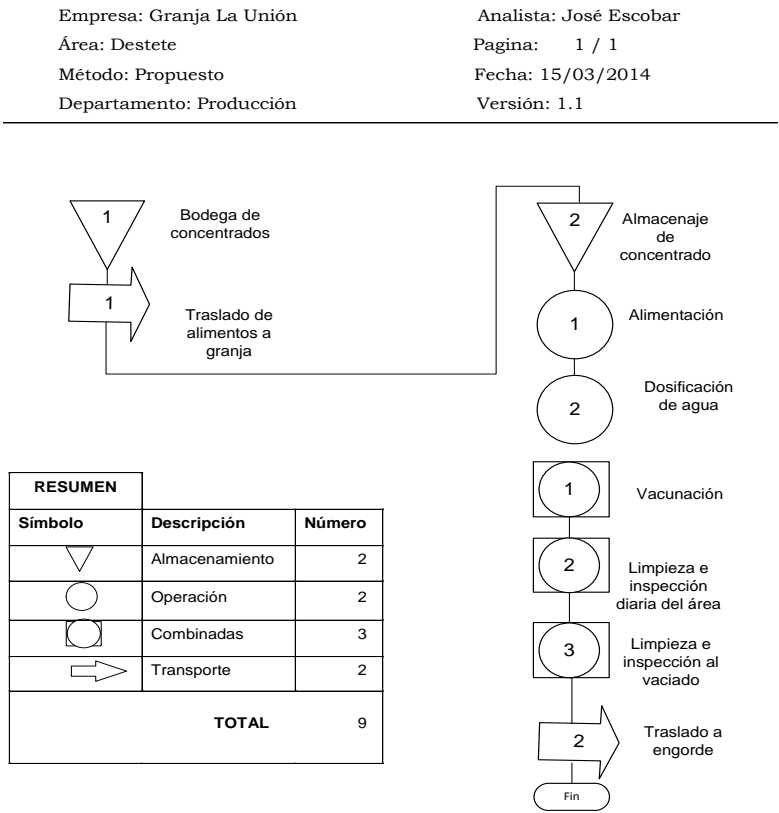 Empresa: Granja La Unión
Analista: José Escobar
Área: Destete
Pagina: 1 / 1
Método: Propuesto
Fecha: 15/03/2014
Departamento: Producción
Versión: 1.1
1
Bodega de
concentrados
1
Traslado de
alimentos a
granja
2
Almacenaje
de
concentrado
1
Alimentación
2
Dosificación
de agua
1
Vacunación
2
Limpieza e
inspección
diaria del área
3
Limpieza e
inspección al
vaciado
2
Traslado a
engorde
Fin
RESUMEN
Símbolo Descripción Número
Almacenamiento 2
Operación 2
Combinadas 3
Transporte 2
TOTAL 9